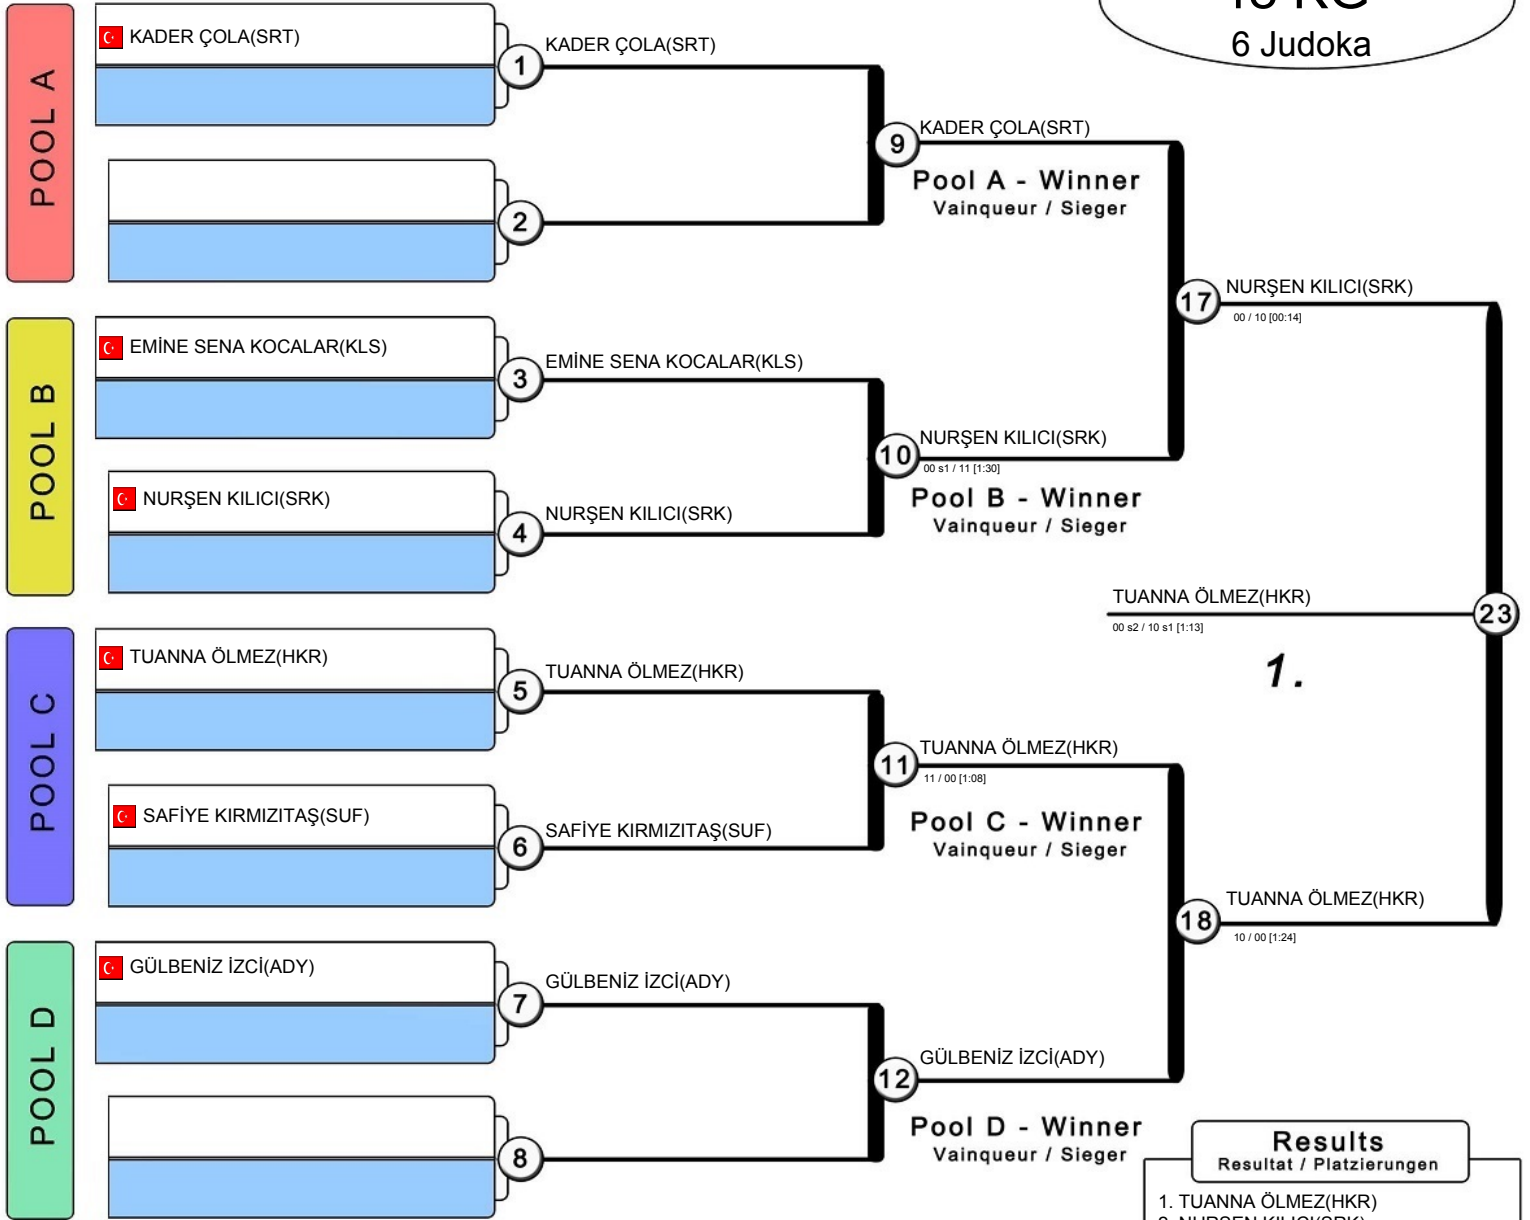 KG
6 Judoka
POOL A
KADER ÇOLA(SRT)
1
KADER ÇOLA(SRT)
2
9
KADER ÇOLA(SRT)
Pool A - Winner
Vainqueur / Sieger
17
NURŞEN KILICI(SRK)
00 / 10 [00:14]
POOL B
EMİNE SENA KOCALAR(KLS)
3
EMİNE SENA KOCALAR(KLS)
NURŞEN KILICI(SRK)
4
NURŞEN KILICI(SRK)
10
NURŞEN KILICI(SRK)
00 s1 / 11 [1:30]
Pool B - Winner
Vainqueur / Sieger
TUANNA ÖLMEZ(HKR)
00 s2 / 10 s1 [1:13]
23
1.
POOL C
TUANNA ÖLMEZ(HKR)
5
TUANNA ÖLMEZ(HKR)
SAFİYE KIRMIZITAŞ(SUF)
6
SAFİYE KIRMIZITAŞ(SUF)
11
TUANNA ÖLMEZ(HKR)
11 / 00 [1:08]
Pool C - Winner
Vainqueur / Sieger
18
TUANNA ÖLMEZ(HKR)
10 / 00 [1:24]
POOL D
GÜLBENİZ İZCİ(ADY)
7
GÜLBENİZ İZCİ(ADY)
8
12
GÜLBENİZ İZCİ(ADY)
Pool D - Winner
Vainqueur / Sieger
Results
Resultat / Platzierungen
1. TUANNA ÖLMEZ(HKR)
2. NURŞEN KILICI(SRK)